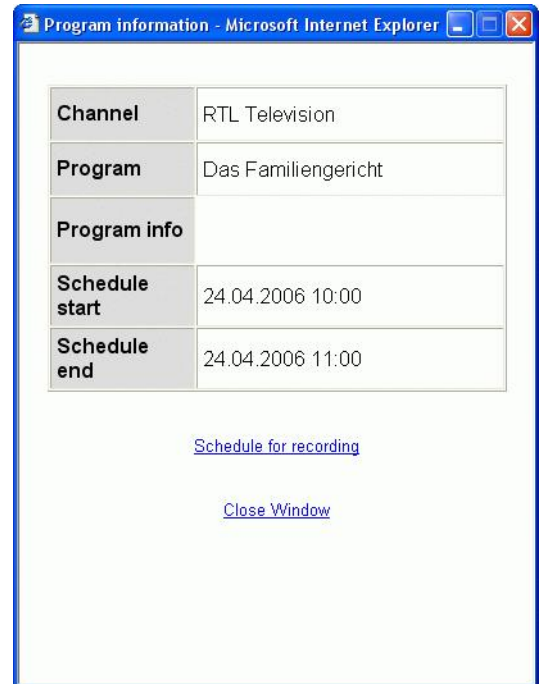 Program information - Microsoft Internet Explorer
Channel RTL Television
Program Das Familiengericht
Program info
Schedule
start 24.04.2006 10:00
Schedule
end 24.04.2006 11:00
Schedule for recording
Close Window